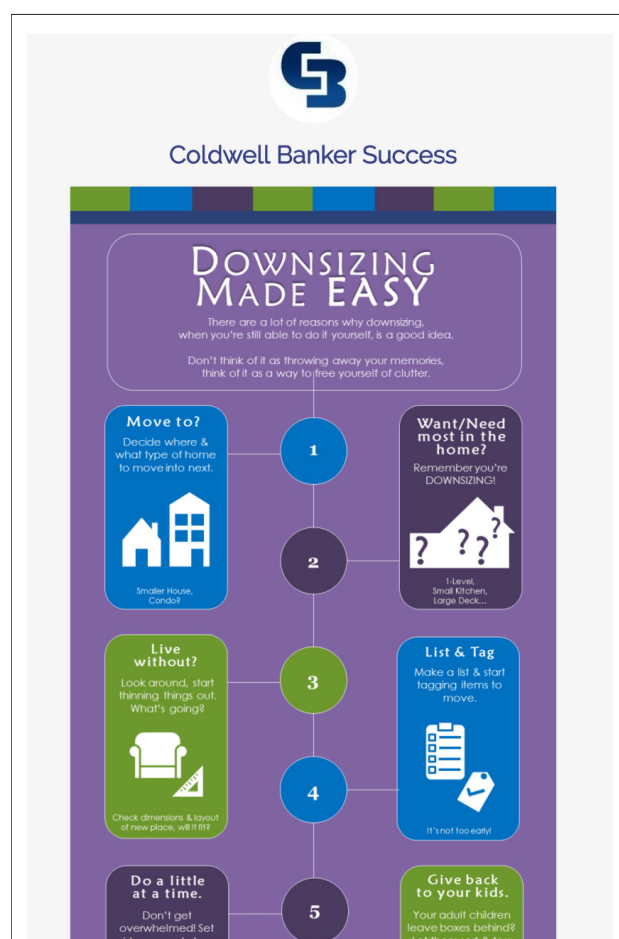 CB
Coldwell Banker Success
DOWNSIZING
MADE EASY
There are a lot of reasons why downsizing,
when you're still able to do it yourself, is a good idea.
Don't think of it as throwing away your memories,
think of it as a way to free yourself of clutter.
Move to?
Decide where &
what type of home
to move into next.
Smaller House,
Condo?
1
Want/Need
most in the
home?
Remember you're
DOWNSIZING!
? ? ? ?
1-Level,
Small Kitchen,
Large Deck...
2
Live
without?
Look around, start
thinning things out.
What's going?
Check dimensions & layout
of new place, will it fit?
3
List & Tag
Make a list & start
tagging items to
move.
It's not too early!
4
Do a little
at a time.
Don't get
overwhelmed! Set
5
Give back
to your kids.
Your adult children
leave boxes behind?